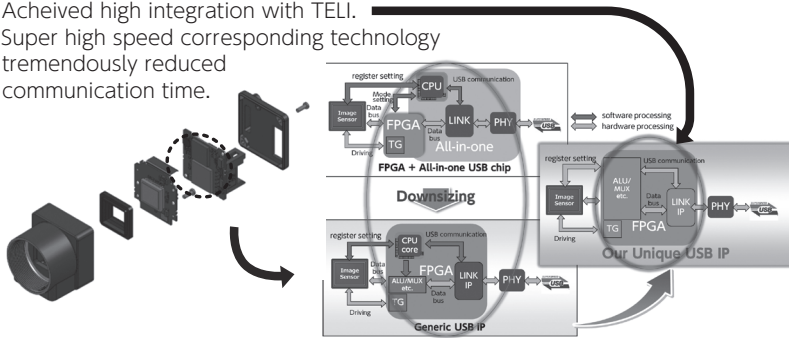 Acheived high integration with TELI.
Super high speed corresponding technology
tremendously reduced
communication time.
register setting
CPU
USB communication
Mode
setting
Image
Sensor
Data
bus
FPGA
Data
bus
LINK
PHY
USB
TG
All-in-one
Driving
FPGA + All-in-one USB chip
software processing
hardware processing
Downsizing
register setting
CPU
core
USB communication
Image
Sensor
Data
bus
FPGA
ALU/MUX
etc.
Data
bus
LINK
IP
PHY
USB
TG
Driving
Generic USB IP
register setting
USB communication
ALU/
MUX
etc.
Image
Sensor
Data
bus
LINK
IP
PHY
USB
TG
FPGA
Driving
Our Unique USB IP